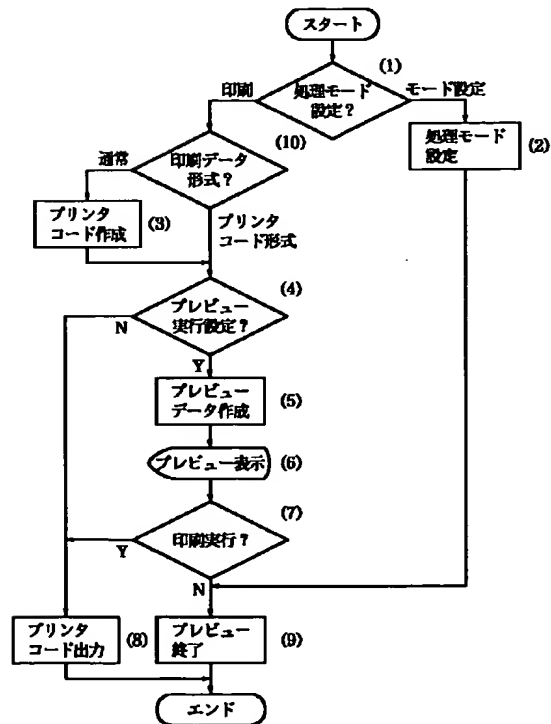 スタート
(1)
印刷
処理モード
設定?
モード設定
(10)
処理モード
設定
(2)
通常
印刷データ
形式?
プリンタ
コード作成
(3)
プリンタ
コード形式
(4)
プレビュー
実行設定?
N
Y
プレビュー
データ作成
(5)
プレビュー表示
(6)
(7)
印刷実行?
Y
N
プリンタ
コード出力
(8)
プレビュー
終了
(9)
エンド